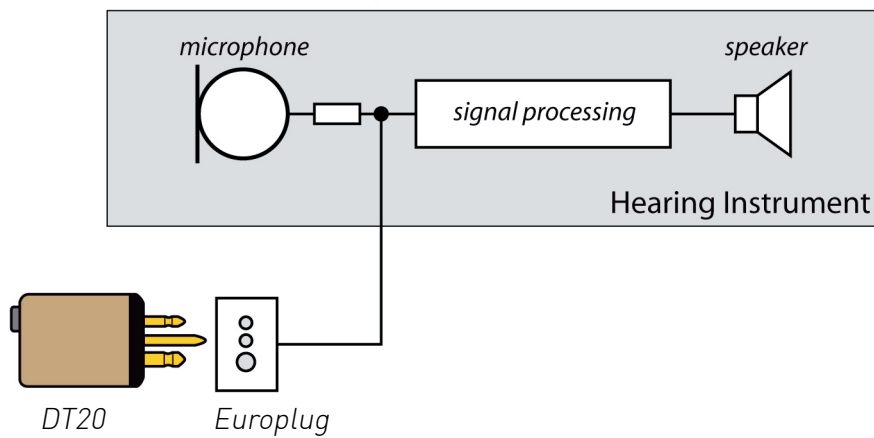 microphone
speaker
signal processing
Hearing Instrument
DT20
Europlug